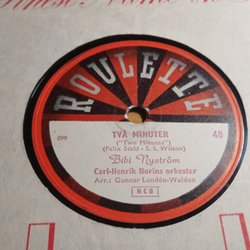 ROULETTE
099
TVÅ MINUTER
48
("Two Minutes")
(Felix Stahl - S. S. Wilson)
Bibi Nyström
Carl-Henrik Norins orkester
Arr.: Gunnar Lundén-Welden
NCB